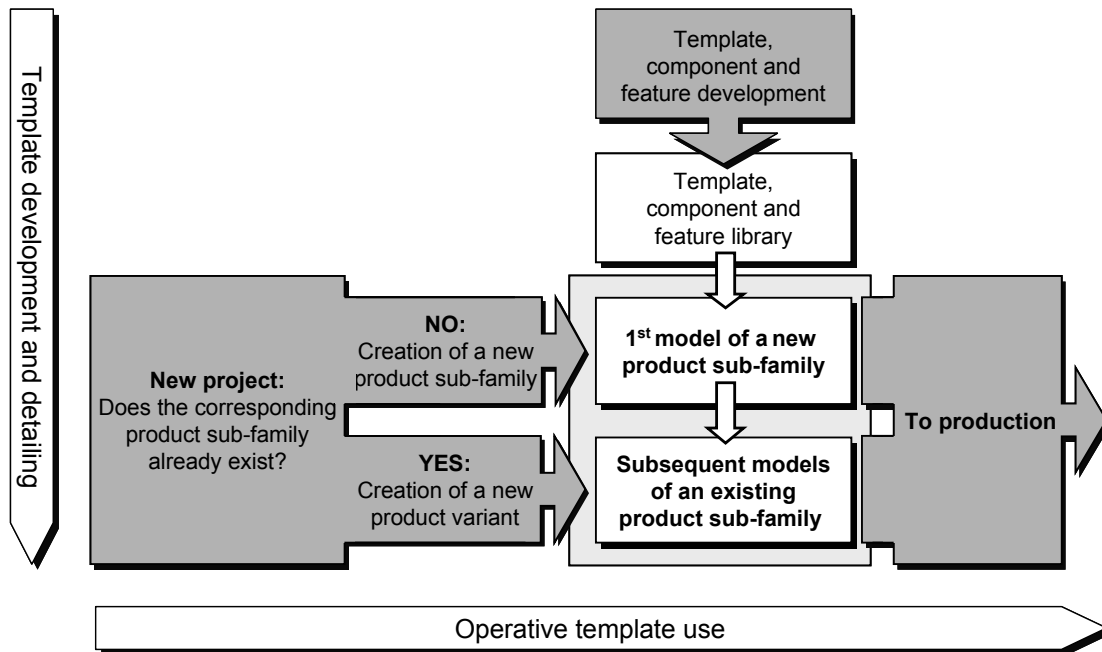 Template development and detailing
Template,
component and
feature development
Template,
component and
feature library
New project:
Does the corresponding
product sub-family
already exist?
NO:
Creation of a new
product sub-family
YES:
Creation of a new
product variant
1st model of a new
product sub-family
Subsequent models
of an existing
product sub-family
To production
Operative template use